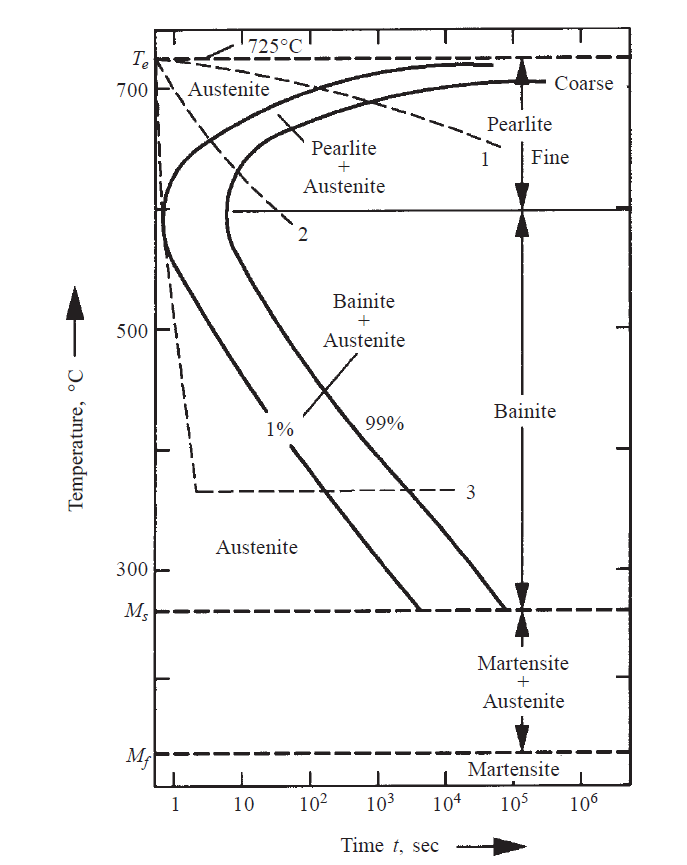 725°C
Tₑ
700
Austenite
Coarse
Pearlite
Pearlite
+
Austenite
1
Fine
2
Bainite
+
Austenite
500
Temperature, °C
1%
99%
Bainite
3
Austenite
300
Mₛ
Martensite
+
Austenite
M_f
Martensite
1
10
10²
10³
10⁴
10⁵
10⁶
Time t, sec